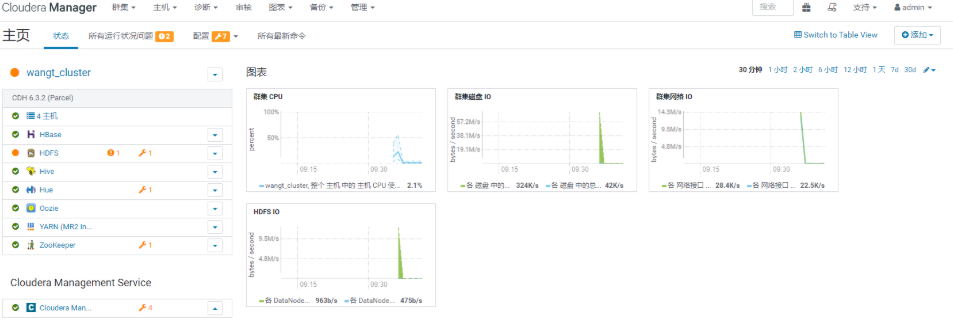 Cloudera Manager 群集 主机 诊断 审核 图表 备份 管理 搜索 支持 admin
主页 状态 所有运行状况问题 2 配置 7 所有最新命令 Switch to Table View 添加
wangt_cluster
CDH 6.3.2 (Parcel)
4 主机
HBase
HDFS 1 1
Hive
Hue 1
Oozie
YARN (MR2 In...
ZooKeeper 1
Cloudera Management Service
Cloudera Man... 4
图表 30 分钟 1 小时 2 小时 6 小时 12 小时 1 天 7d 30d
群集 CPU
percent
100%
50%
09:15 09:30
wangt_cluster, 整个 主机 中的 主机 CPU 使... 2.1%
群集磁盘 IO
bytes / second
57.2M/s
38.1M/s
19.1M/s
09:15 09:30
各 磁盘 中的... 324K/s 各 磁盘 中的总... 42K/s
群集网络 IO
bytes / second
14.3M/s
9.5M/s
4.8M/s
09:15 09:30
各 网络接口 ... 28.4K/s 各 网络接口 ... 22.5K/s
HDFS IO
bytes / second
9.5M/s
4.8M/s
09:15 09:30
各 DataNode... 963b/s 各 DataNode... 475b/s